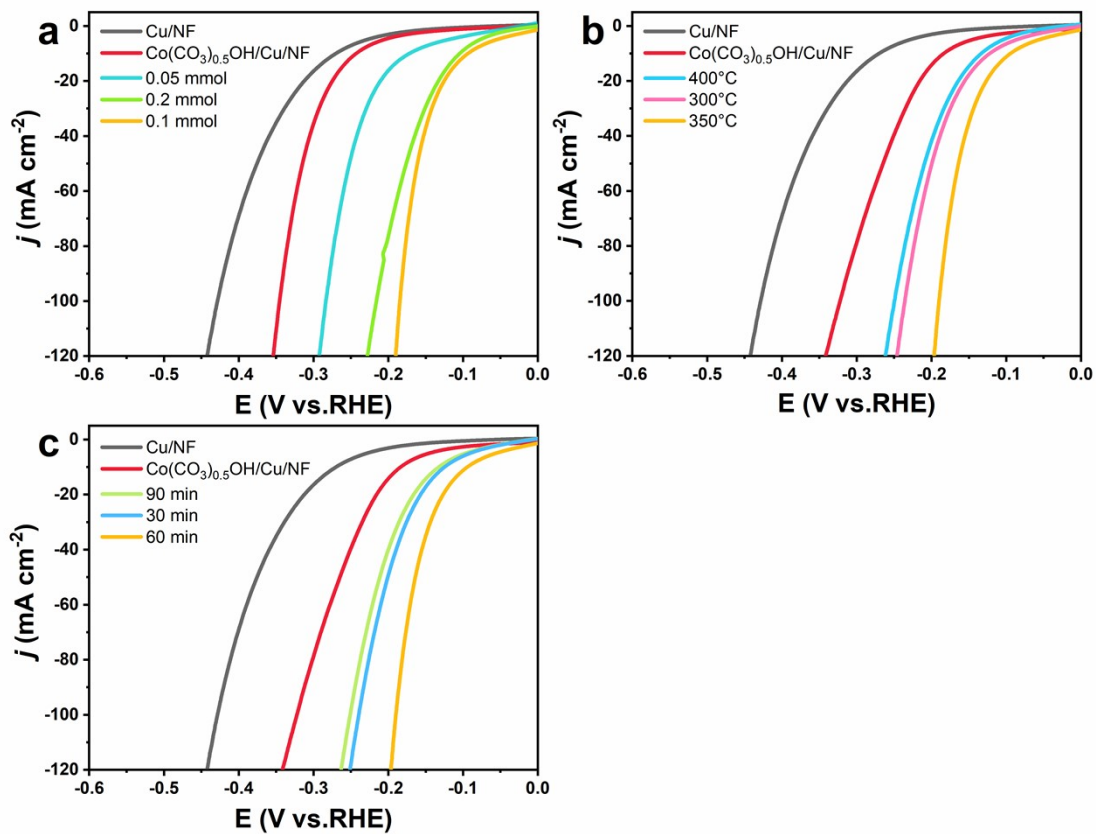 a
Cu/NF
Co(CO₃)₀.₅OH/Cu/NF
0.05 mmol
0.2 mmol
0.1 mmol
0
-20
-40
-60
-80
-100
-120
j (mA cm⁻²)
-0.6
-0.5
-0.4
-0.3
-0.2
-0.1
0.0
E (V vs.RHE)
b
Cu/NF
Co(CO₃)₀.₅OH/Cu/NF
400°C
300°C
350°C
0
-20
-40
-60
-80
-100
-120
j (mA cm⁻²)
-0.6
-0.5
-0.4
-0.3
-0.2
-0.1
0.0
E (V vs.RHE)
c
Cu/NF
Co(CO₃)₀.₅OH/Cu/NF
90 min
30 min
60 min
0
-20
-40
-60
-80
-100
-120
j (mA cm⁻²)
-0.6
-0.5
-0.4
-0.3
-0.2
-0.1
0.0
E (V vs.RHE)